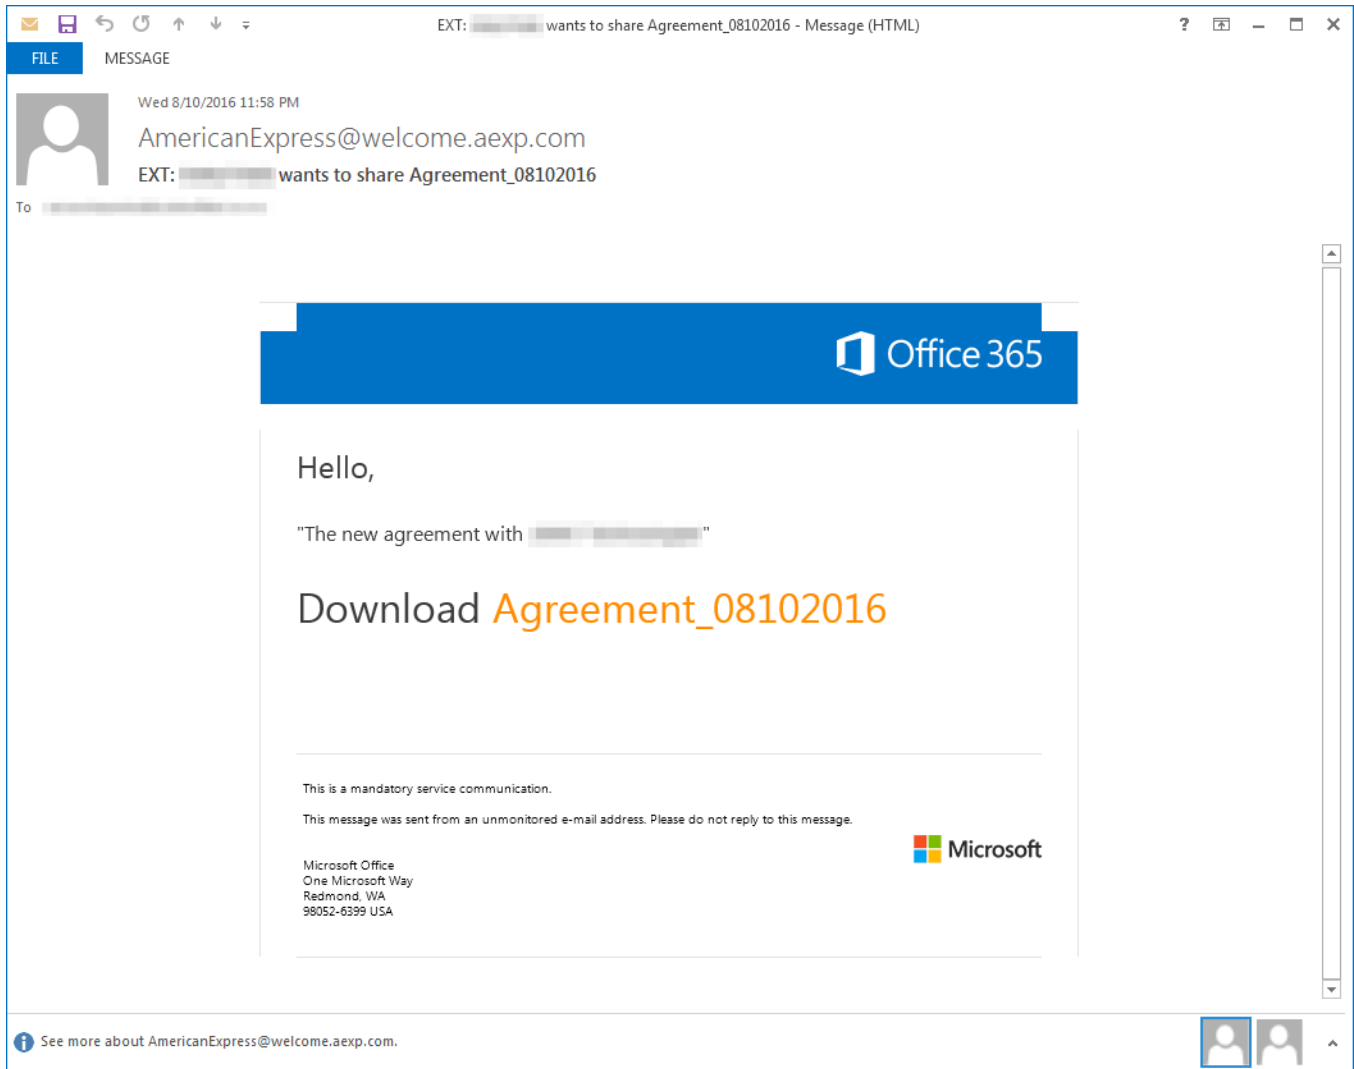 EXT: wants to share Agreement_08102016 - Message (HTML)
?
FILE MESSAGE
Wed 8/10/2016 11:58 PM
AmericanExpress@welcome.aexp.com
EXT: wants to share Agreement_08102016
To
Office 365
Hello,
"The new agreement with "
Download Agreement_08102016
This is a mandatory service communication.
This message was sent from an unmonitored e-mail address. Please do not reply to this message.
Microsoft
Microsoft Office
One Microsoft Way
Redmond, WA
98052-6399 USA
See more about AmericanExpress@welcome.aexp.com.